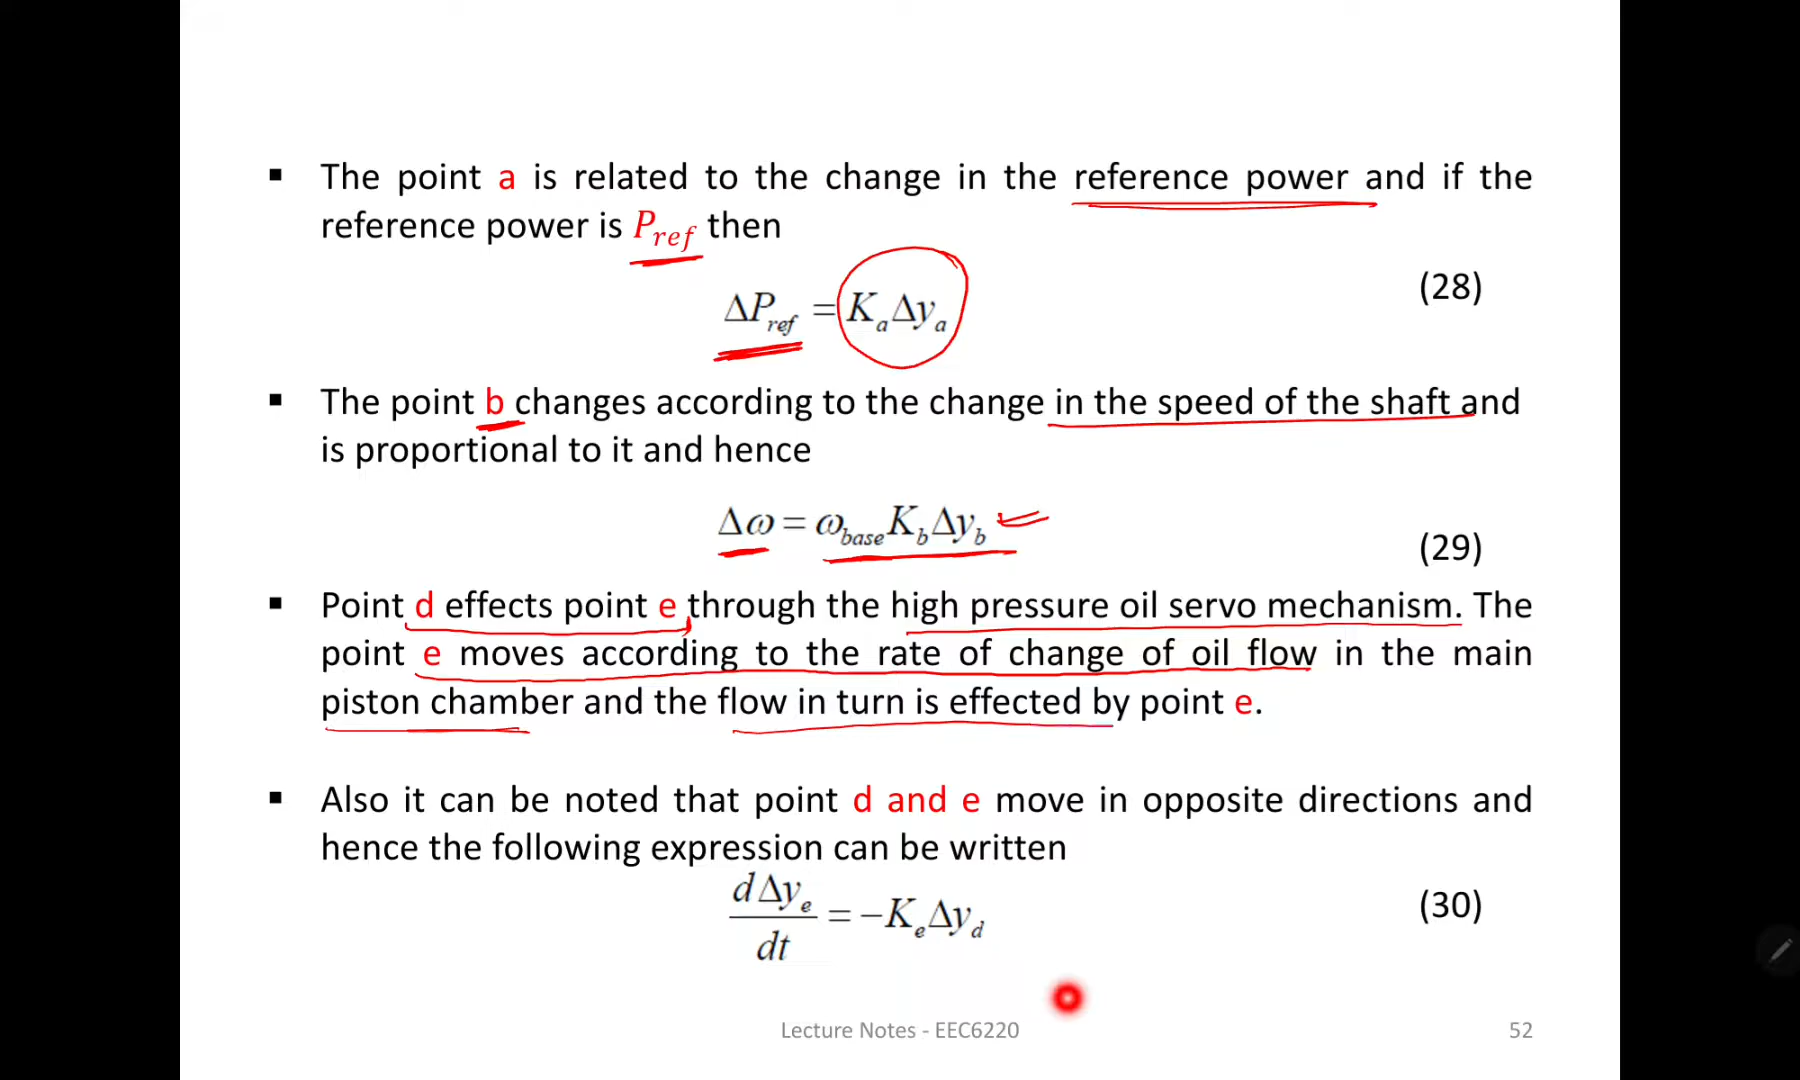 ▪ The point a is related to the change in the reference power and if the
reference power is P_ref then
ΔP_ref = K_a Δy_a (28)
▪ The point b changes according to the change in the speed of the shaft and
is proportional to it and hence
Δω = ω_base K_b Δy_b (29)
▪ Point d effects point e through the high pressure oil servo mechanism. The
point e moves according to the rate of change of oil flow in the main
piston chamber and the flow in turn is effected by point e.
▪ Also it can be noted that point d and e move in opposite directions and
hence the following expression can be written
dΔy_e/dt = −K_e Δy_d (30)
Lecture Notes - EEC6220 52